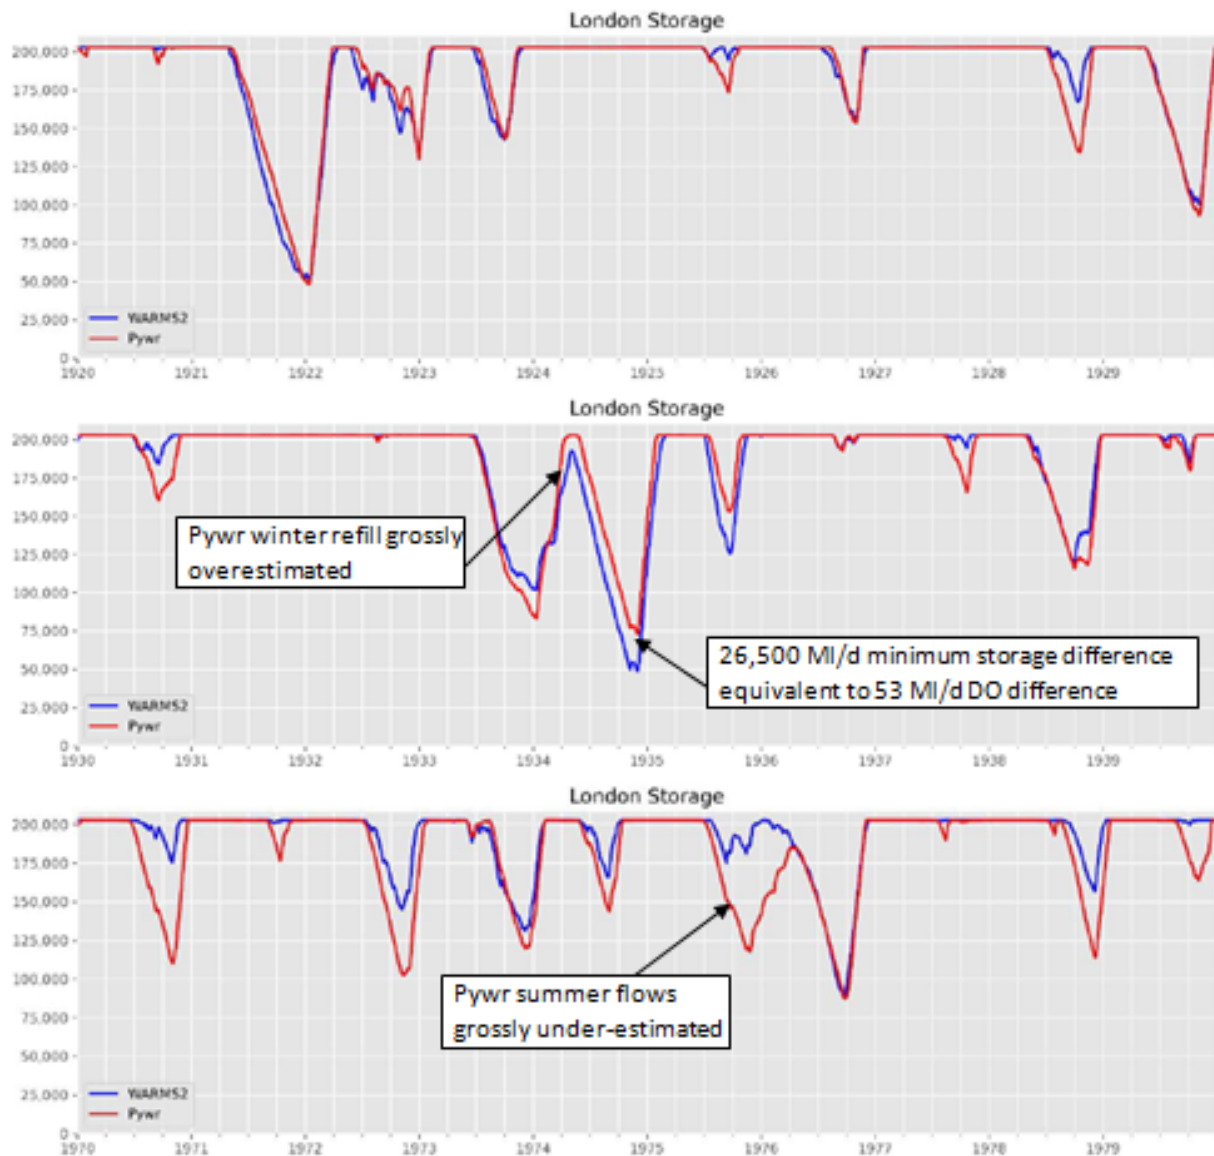 London Storage
200,000
175,000
150,000
125,000
100,000
75,000
50,000
25,000
0
WARMS2
Pywr
1920 1921 1922 1923 1924 1925 1926 1927 1928 1929
London Storage
200,000
175,000
150,000
125,000
100,000
75,000
50,000
25,000
0
Pywr winter refill grossly
overestimated
26,500 Ml/d minimum storage difference
equivalent to 53 Ml/d DO difference
WARMS2
Pywr
1930 1931 1932 1933 1934 1935 1936 1937 1938 1939
London Storage
200,000
175,000
150,000
125,000
100,000
75,000
50,000
25,000
0
Pywr summer flows
grossly under-estimated
WARMS2
Pywr
1970 1971 1972 1973 1974 1975 1976 1977 1978 1979